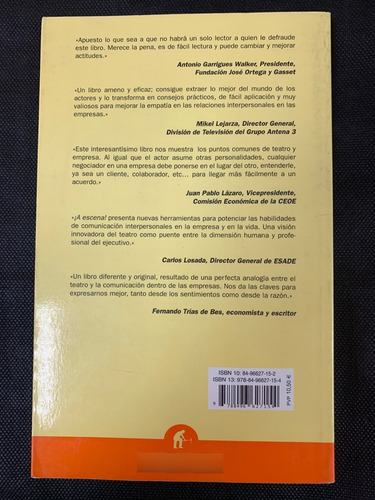 «Apuesto lo que sea a que no habrá un solo lector a quien le defraude
este libro. Merece la pena, es de fácil lectura y puede cambiar y mejorar
actitudes.»
Antonio Garrigues Walker, Presidente,
Fundación José Ortega y Gasset
«Un libro ameno y eficaz; consigue extraer lo mejor del mundo de los
actores y lo transforma en consejos prácticos, de fácil aplicación y muy
valiosos para mejorar la empatía en las relaciones interpersonales en las
empresas.»
Mikel Lejarza, Director General,
División de Televisión del Grupo Antena 3
«Este interesantísimo libro nos muestra los puntos comunes de teatro y
empresa. Al igual que el actor asume otras personalidades, cualquier
negociador en una empresa debe ponerse en el lugar del otro, entenderle,
ya sea un cliente, colaborador, etc... para llegar más fácilmente a un
acuerdo.»
Juan Pablo Lázaro, Vicepresidente,
Comisión Económica de la CEOE
«¡A escena! presenta nuevas herramientas para potenciar las habilidades
de comunicación interpersonales en la empresa y en la vida. Una visión
innovadora del teatro como puente entre la dimensión humana y profe-
sional del ejecutivo.»
Carlos Losada, Director General de ESADE
«Un libro diferente y original, resultado de una perfecta analogía entre el
teatro y la comunicación dentro de las empresas. Nos da las claves para
expresarnos mejor, tanto desde los sentimientos como desde la razón.»
Fernando Trías de Bes, economista y escritor
ISBN 10: 84-96627-15-2
ISBN 13: 978-84-96627-15-4
9 788496 627154
PVP 10,50 €